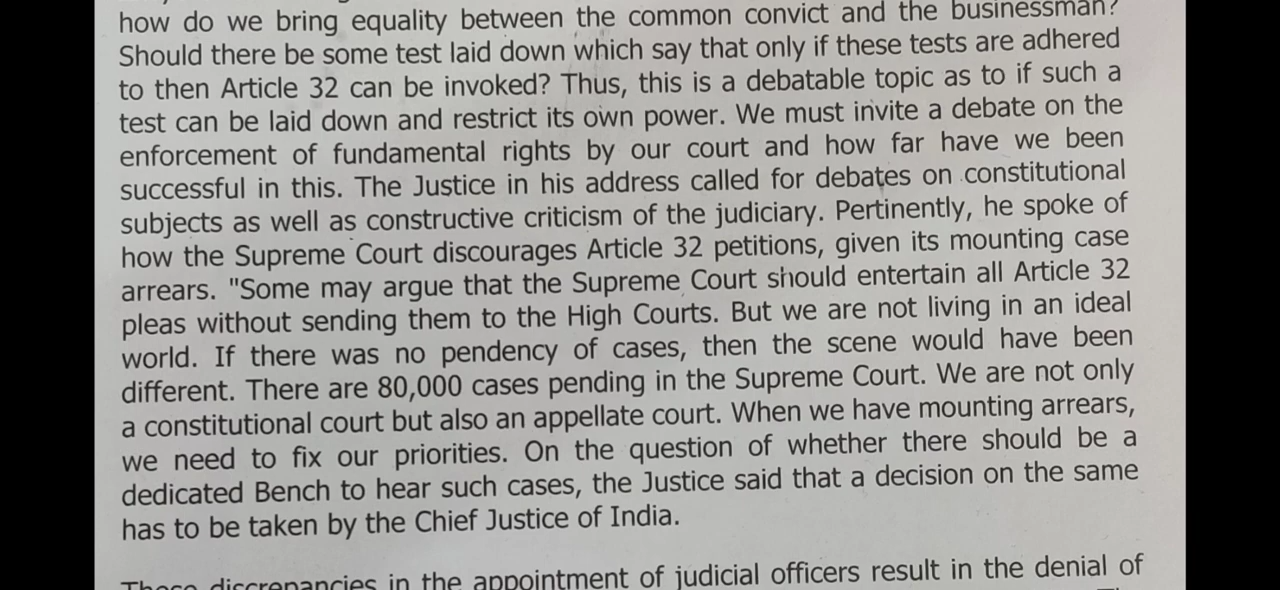 how do we bring equality between the common convict and the businessman?
Should there be some test laid down which say that only if these tests are adhered
to then Article 32 can be invoked? Thus, this is a debatable topic as to if such a
test can be laid down and restrict its own power. We must invite a debate on the
enforcement of fundamental rights by our court and how far have we been
successful in this. The Justice in his address called for debates on constitutional
subjects as well as constructive criticism of the judiciary. Pertinently, he spoke of
how the Supreme Court discourages Article 32 petitions, given its mounting case
arrears. "Some may argue that the Supreme Court should entertain all Article 32
pleas without sending them to the High Courts. But we are not living in an ideal
world. If there was no pendency of cases, then the scene would have been
different. There are 80,000 cases pending in the Supreme Court. We are not only
a constitutional court but also an appellate court. When we have mounting arrears,
we need to fix our priorities. On the question of whether there should be a
dedicated Bench to hear such cases, the Justice said that a decision on the same
has to be taken by the Chief Justice of India.
These discrepancies in the appointment of judicial officers result in the denial of